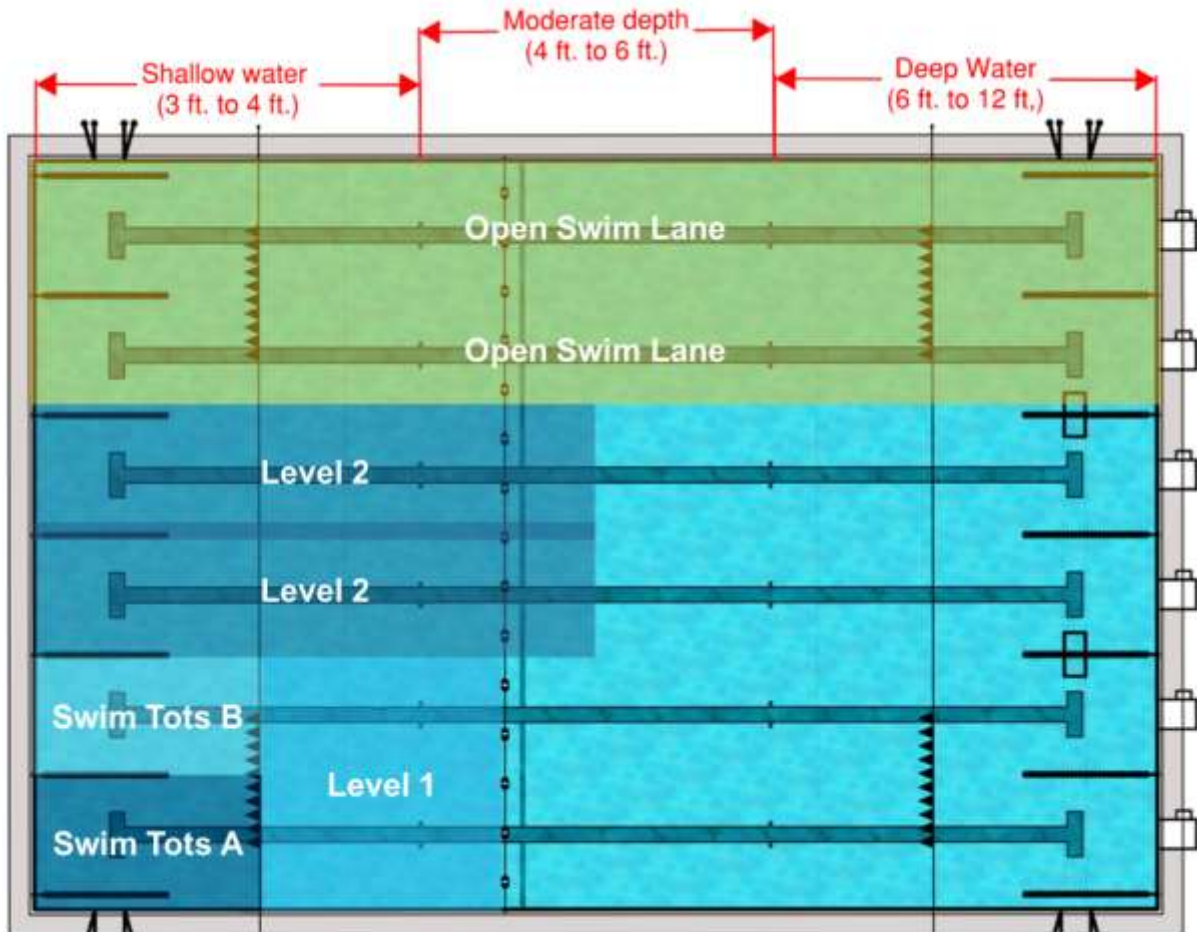 Moderate depth
(4 ft. to 6 ft.)
Shallow water
(3 ft. to 4 ft.)
Deep Water
(6 ft. to 12 ft,)
Open Swim Lane
Open Swim Lane
Level 2
Level 2
Swim Tots B
Level 1
Swim Tots A